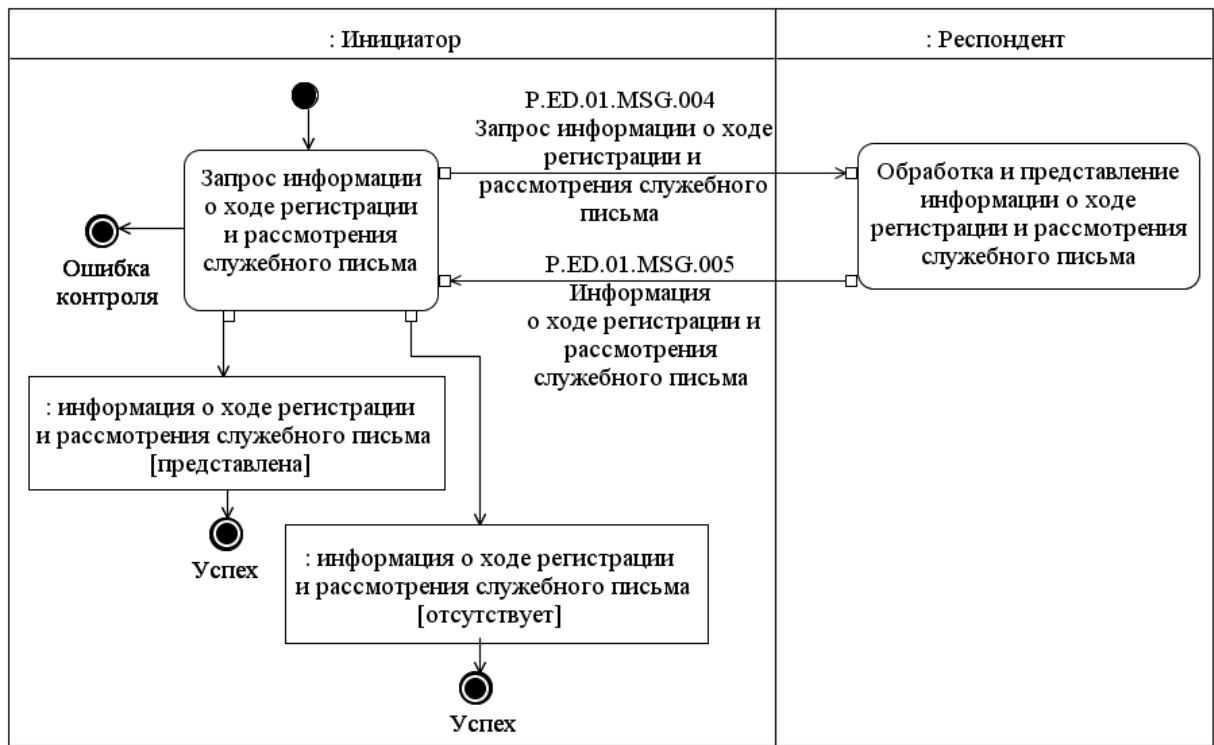 : Инициатор
: Респондент
P.ED.01.MSG.004
Запрос информации о ходе
регистрации и
рассмотрения служебного
письма
Запрос информации
о ходе регистрации
и рассмотрения
служебного письма
Обработка и представление
информации о ходе
регистрации и рассмотрения
служебного письма
Ошибка
контроля
P.ED.01.MSG.005
Информация
о ходе регистрации и
рассмотрения
служебного письма
: информация о ходе регистрации
и рассмотрения служебного письма
[представлена]
Успех
: информация о ходе регистрации
и рассмотрения служебного письма
[отсутствует]
Успех